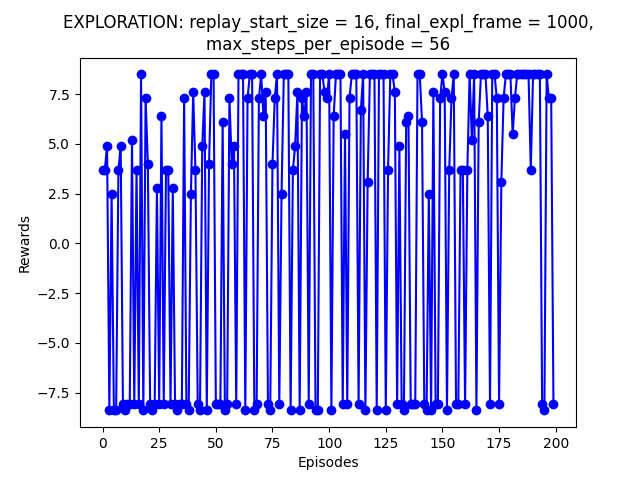 EXPLORATION: replay_start_size = 16, final_expl_frame = 1000,
max_steps_per_episode = 56
7.5
5.0
2.5
0.0
−2.5
−5.0
−7.5
Rewards
0 25 50 75 100 125 150 175 200
Episodes